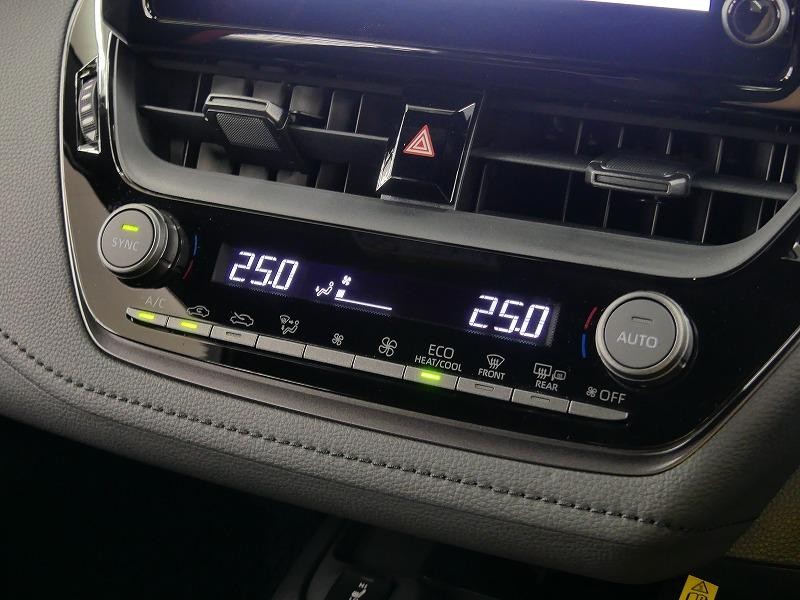 SYNC
25.0
25.0
AUTO
A/C
ECO
HEAT/COOL
FRONT
REAR
OFF